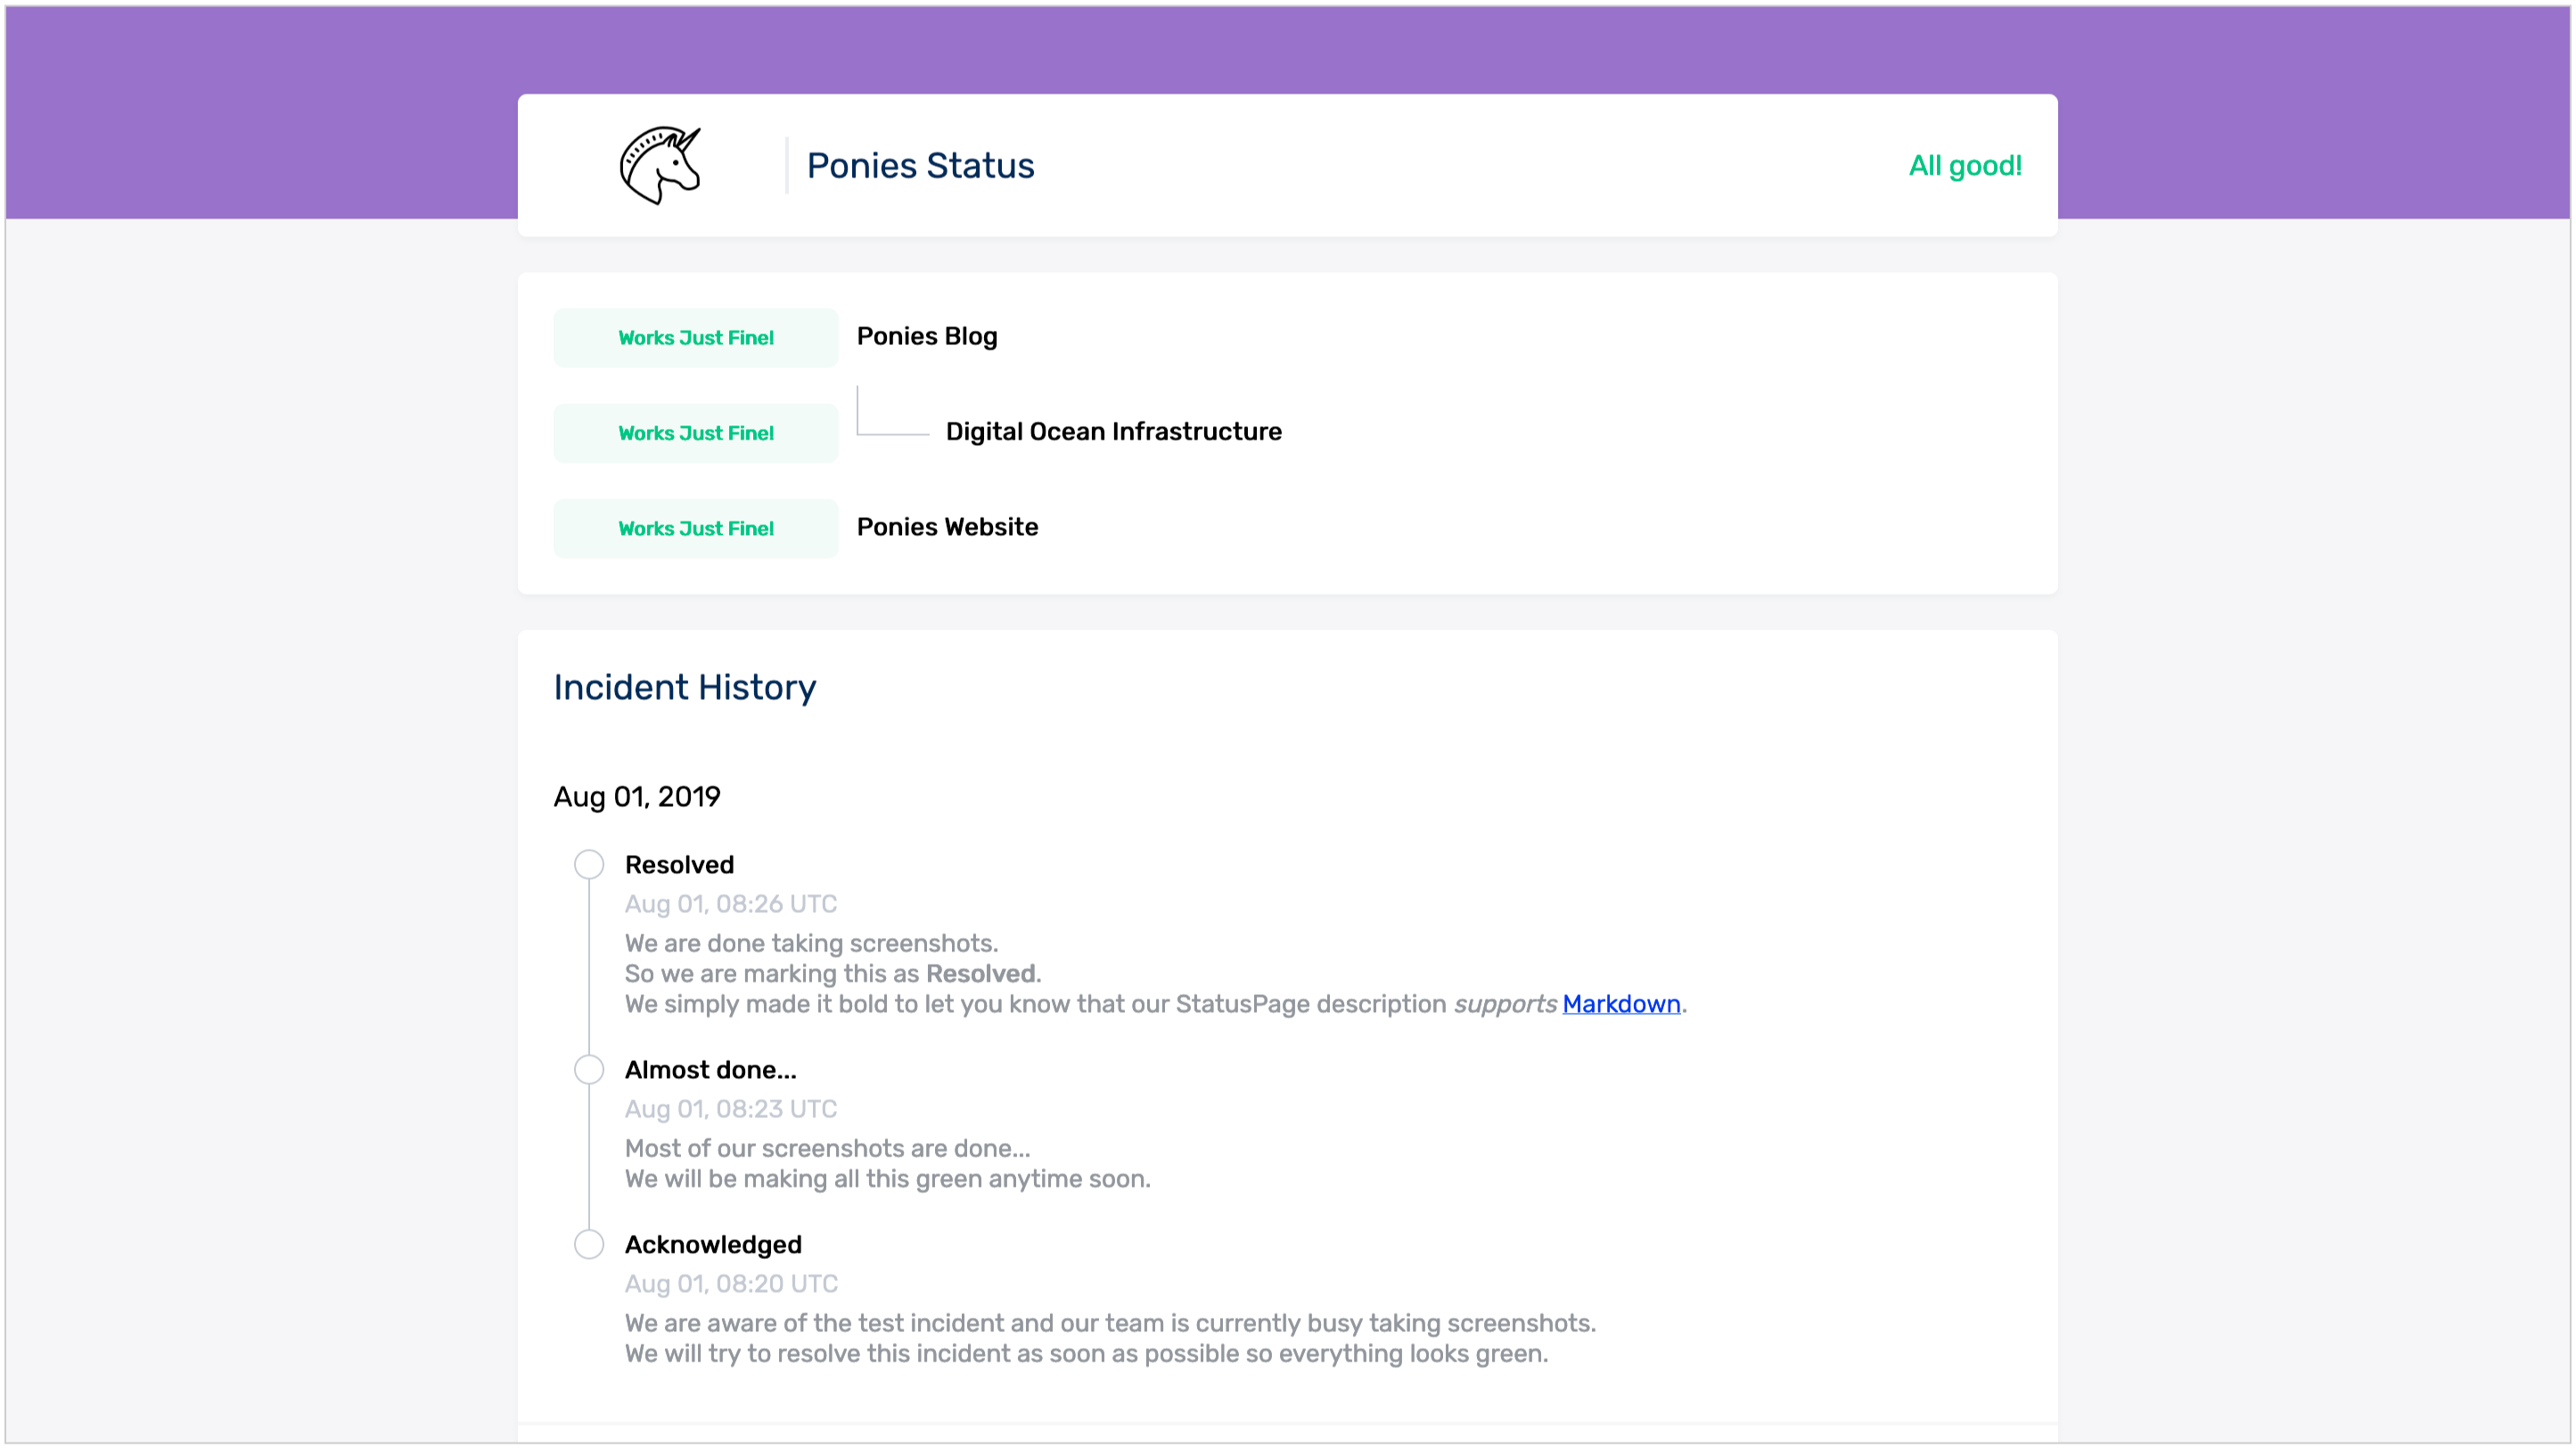 Ponies Status
All good!
Works Just Fine! Ponies Blog
Works Just Fine! Digital Ocean Infrastructure
Works Just Fine! Ponies Website
Incident History
Aug 01, 2019
Resolved
Aug 01, 08:26 UTC
We are done taking screenshots.
So we are marking this as Resolved.
We simply made it bold to let you know that our StatusPage description supports Markdown.
Almost done...
Aug 01, 08:23 UTC
Most of our screenshots are done...
We will be making all this green anytime soon.
Acknowledged
Aug 01, 08:20 UTC
We are aware of the test incident and our team is currently busy taking screenshots.
We will try to resolve this incident as soon as possible so everything looks green.